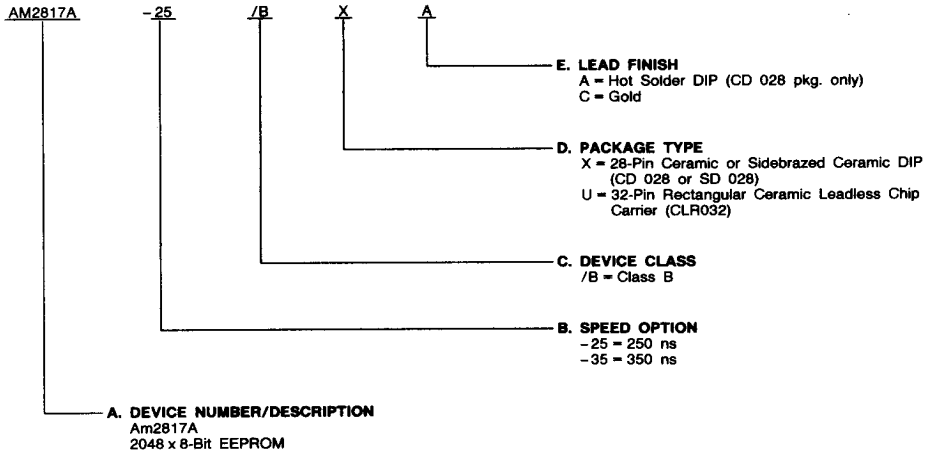 AM2817A -25 /B X A
E. LEAD FINISH
A = Hot Solder DIP (CD 028 pkg. only)
C = Gold
D. PACKAGE TYPE
X = 28-Pin Ceramic or Sidebrazed Ceramic DIP
(CD 028 or SD 028)
U = 32-Pin Rectangular Ceramic Leadless Chip
Carrier (CLR032)
C. DEVICE CLASS
/B = Class B
B. SPEED OPTION
-25 = 250 ns
-35 = 350 ns
A. DEVICE NUMBER/DESCRIPTION
Am2817A
2048 x 8-Bit EEPROM